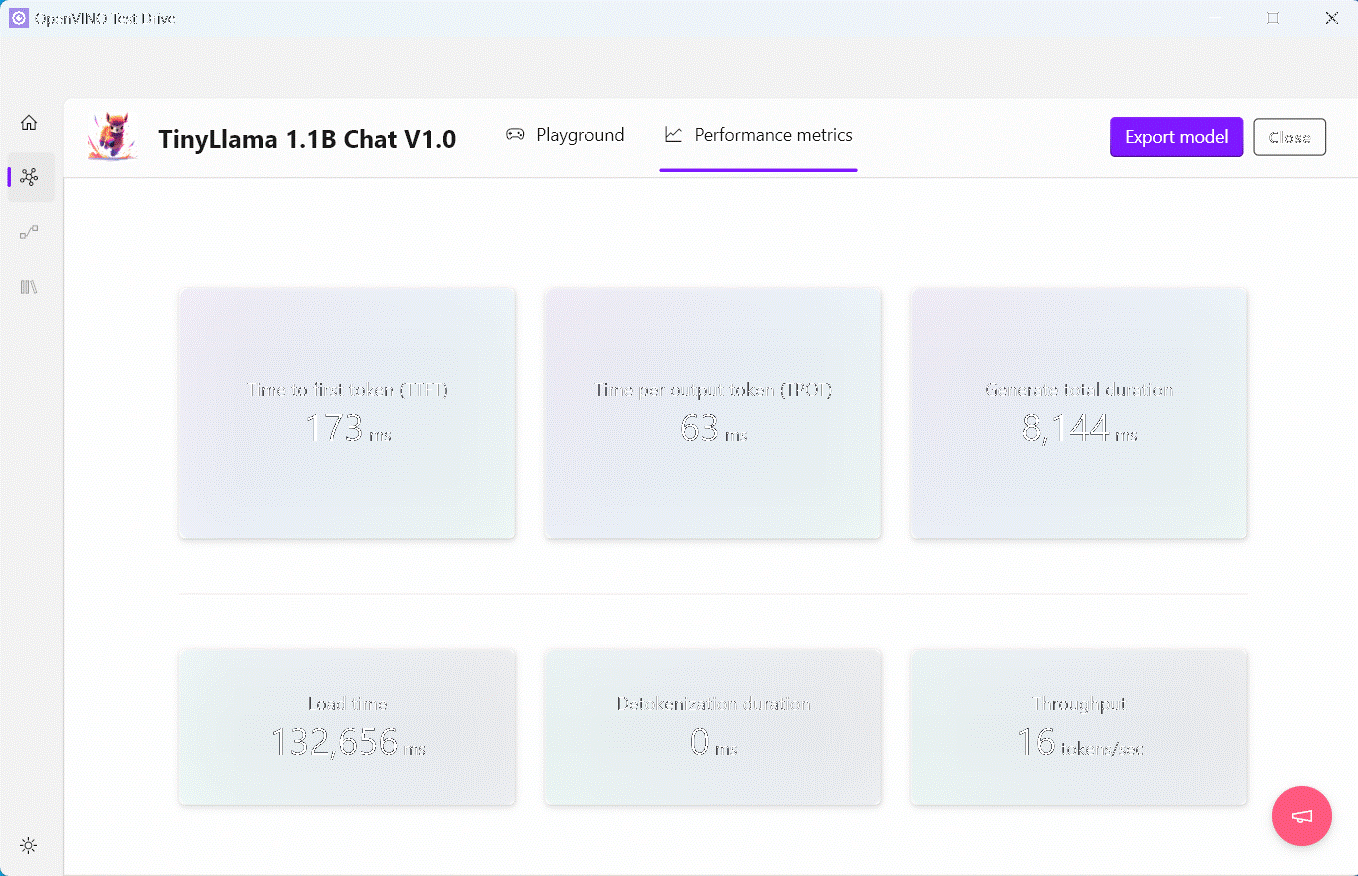 OpenVINO Test Drive
TinyLlama 1.1B Chat V1.0
Playground
Performance metrics
Export model
Close
Time to first token (TTFT)
173 ms
Time per output token (TPOT)
63 ms
Generate total duration
8,144 ms
Load time
132,656 ms
Detokenization duration
0 ms
Throughput
16 tokens/sec